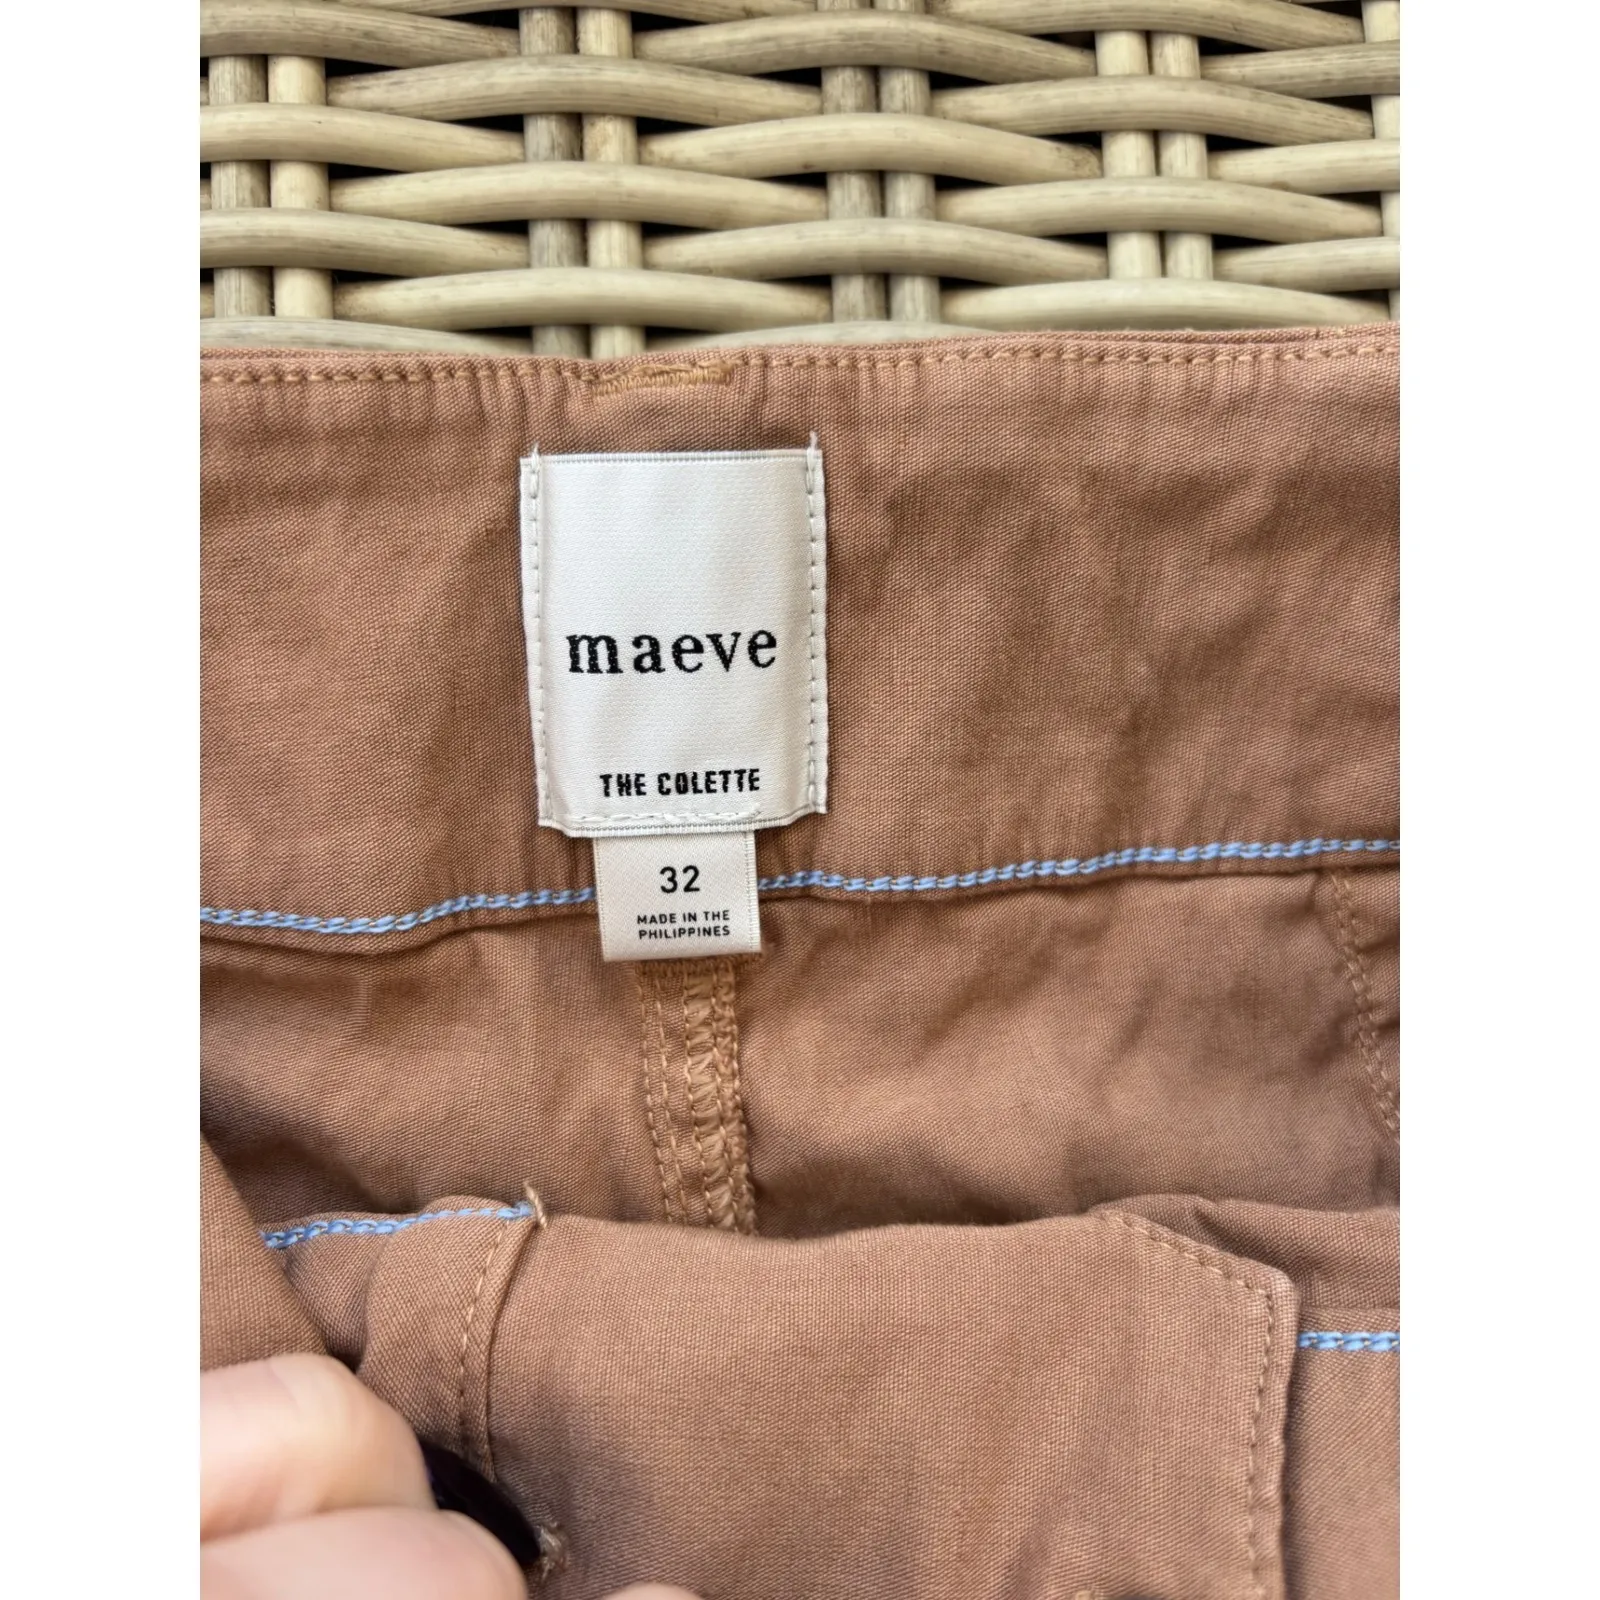 maeve
THE COLETTE
32
MADE IN THE
PHILIPPINES